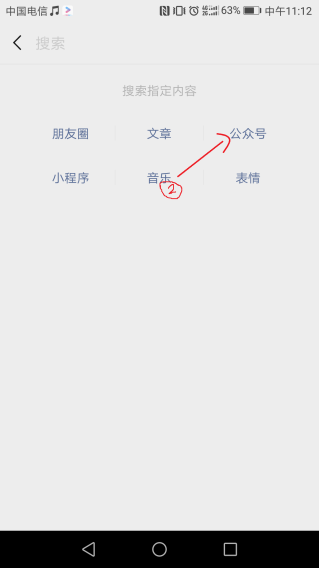 中国电信 63% 中午11:12
搜索
搜索指定内容
朋友圈 文章 公众号
小程序 音乐 表情
2